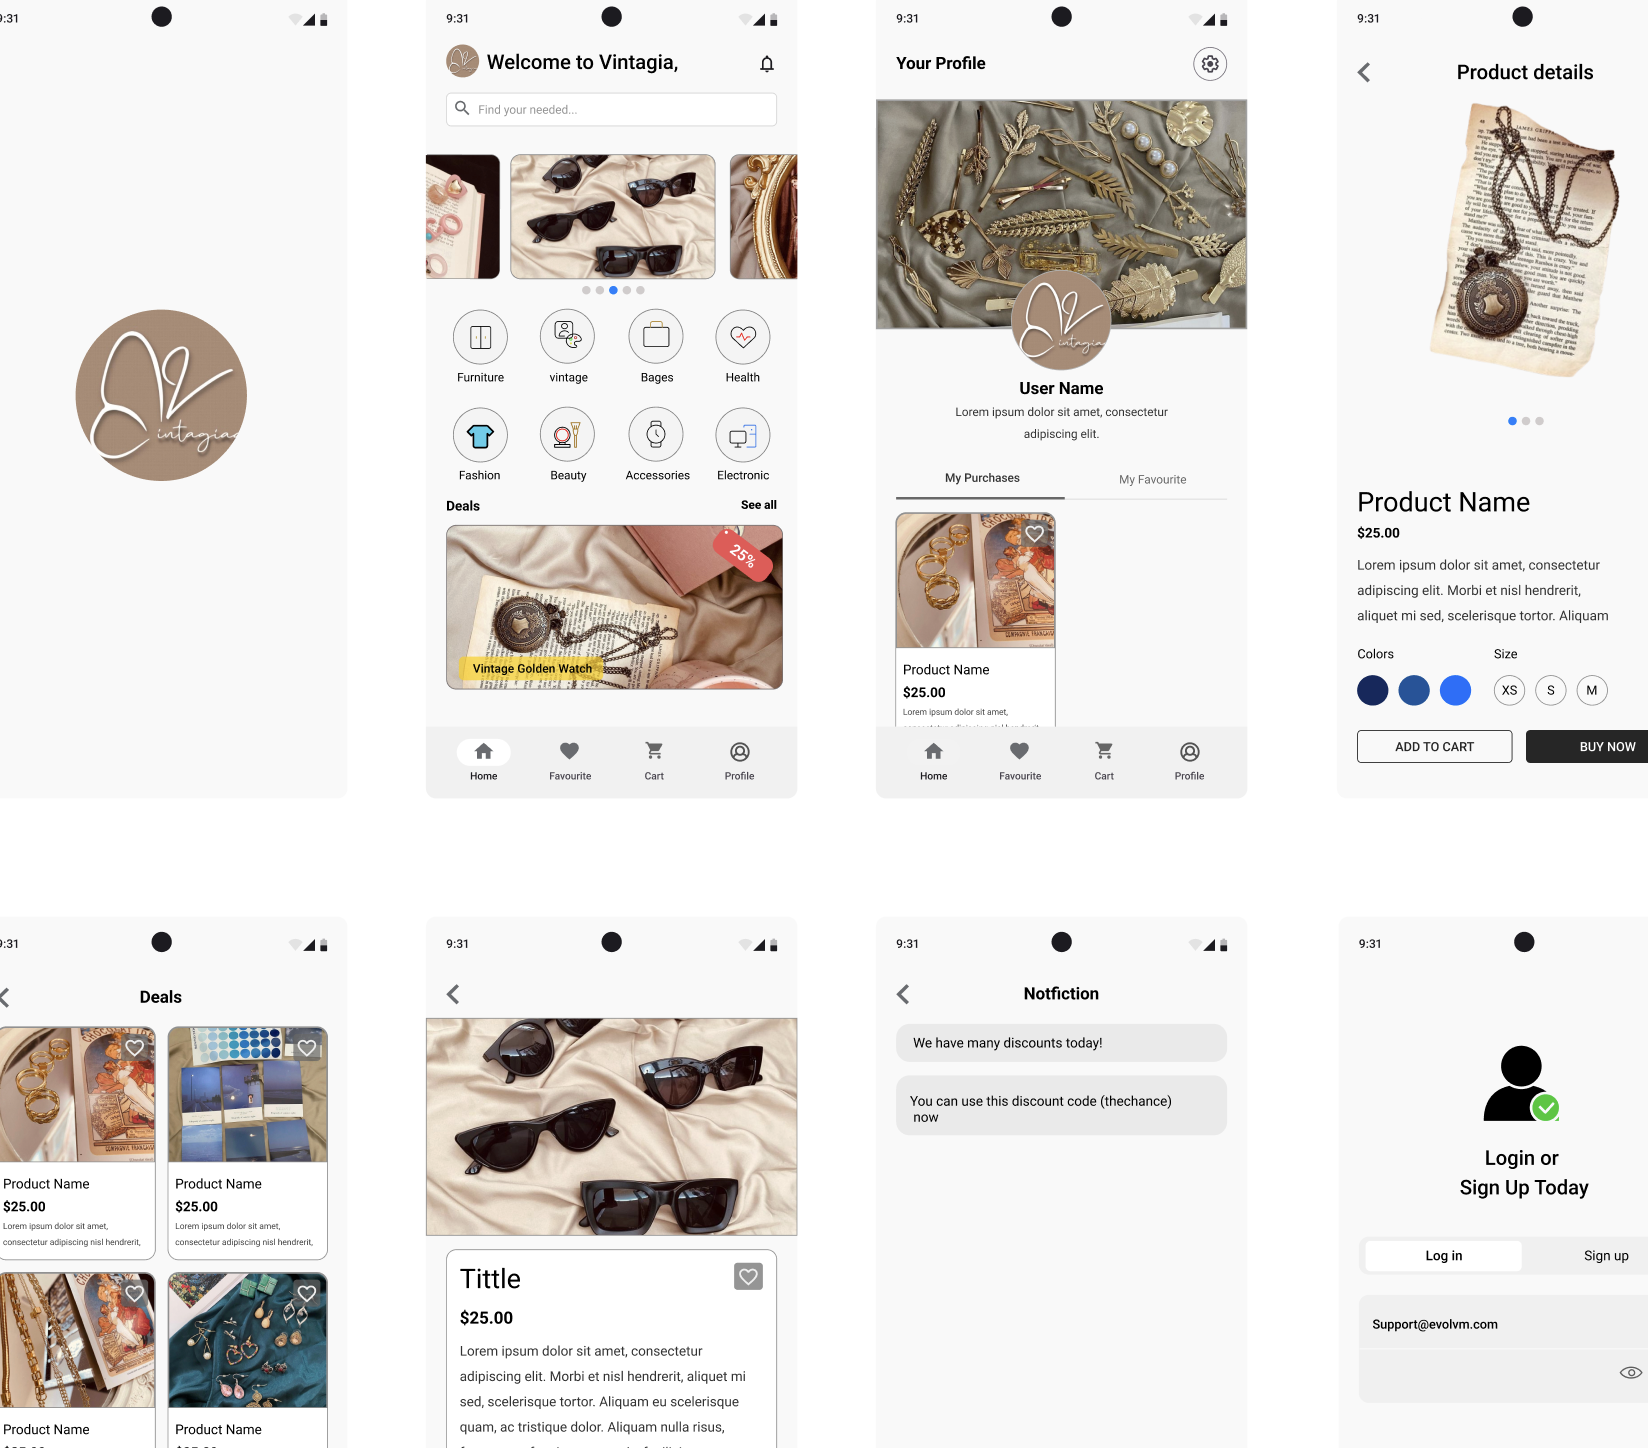 9:31
intagia
9:31
Welcome to Vintagia,
Find your needed...
Furniture
vintage
Bages
Health
Fashion
Beauty
Accessories
Electronic
Deals
See all
25%
Vintage Golden Watch
Home
Favourite
Cart
Profile
9:31
Your Profile
intagia
User Name
Lorem ipsum dolor sit amet, consectetur
adipiscing elit.
My Purchases
My Favourite
Product Name
$25.00
Lorem ipsum dolor sit amet,
Home
Favourite
Cart
Profile
9:31
Product details
Product Name
$25.00
Lorem ipsum dolor sit amet, consectetur
adipiscing elit. Morbi et nisl hendrerit,
aliquet mi sed, scelerisque tortor. Aliquam
Colors
Size
XS
S
M
ADD TO CART
BUY NOW
9:31
Deals
Product Name
$25.00
Lorem ipsum dolor sit amet,
consectetur adipiscing nisl hendrerit,
Product Name
$25.00
Lorem ipsum dolor sit amet,
consectetur adipiscing nisl hendrerit,
Product Name
Product Name
9:31
Tittle
$25.00
Lorem ipsum dolor sit amet, consectetur
adipiscing elit. Morbi et nisl hendrerit, aliquet mi
sed, scelerisque tortor. Aliquam eu scelerisque
quam, ac tristique dolor. Aliquam nulla risus,
9:31
Notfiction
We have many discounts today!
You can use this discount code (thechance)
now
9:31
Login or
Sign Up Today
Log in
Sign up
Support@evolvm.com